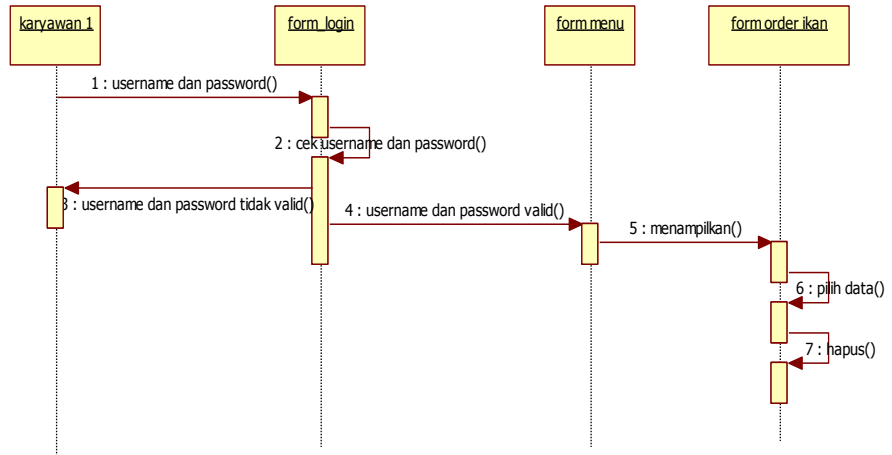 karyawan 1
form_login
form menu
form order ikan
1 : username dan password()
2 : cek username dan password()
3 : username dan password tidak valid()
4 : username dan password valid()
5 : menampilkan()
6 : pilih data()
7 : hapus()